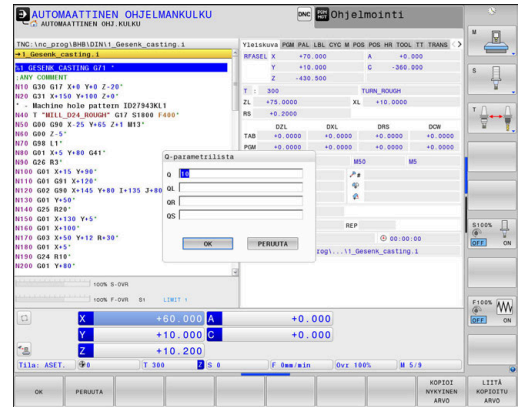 AUTOMAATTINEN OHJELMANKULKU
AUTOMAATTINEN OHJ.KULKU
DNC
Ohjelmointi
TNC:\nc_prog\BHB\DIN\1_Gesenk_casting.i
→1_Gesenk_casting.i
%1_GESENK_CASTING G71 *
;ANY COMMENT
N10 G30 G17 X+0 Y+0 Z-20*
N20 G31 X+150 Y+100 Z+0*
* - Machine hole pattern ID27943KL1
N40 T "MILL_D24_ROUGH" G17 S1800 F400*
N50 G00 G90 X-25 Y+65 Z+1 M13*
N60 G00 Z-5*
N70 G98 L1*
N80 G01 X+5 Y+80 G41*
N90 G26 R3*
N100 G01 X+15 Y+90*
N110 G01 G91 X+120*
N120 G02 G90 X+145 Y+80 I+135 J+80
N130 G01 Y+50*
N140 G25 R20*
N150 G01 X+130 Y+5*
N160 G01 X+100*
N170 G03 X+50 Y+12 R+30*
N180 G01 X+5*
N190 G24 R10*
N200 G01 Y+80*
Yleiskuva PGM PAL LBL CYC M POS POS HR TOOL TT TRANS
RFASEL X +70.000 A +0.000
Y +10.000 C -360.000
Z -430.500
T : 300 TURN_ROUGH
ZL +75.0000 XL +10.0000
RS +0.2000
DZL DXL DRS DCW
TAB +0.0000 +0.0000 +0.0000 +0.0000
PGM +0.0000 +0.0000 +0.0000 +0.0000
M50 M5
REP
00:00:00
rog\...\1_Gesenk_casting.i
Q-parametrilista
Q 10
QL
QR
QS
OK
PERUUTA
100% S-OVR
100% F-OVR S1 LIMIT 1
X +60.000 A +0.000
Y +10.000 C +0.000
Z +10.200
Tila: ASET. 0 T 300 Z S 0 F 0mm/min Ovr 100% M 5/9
M
S
T
S100%
OFF ON
F100%
OFF ON
OK
PERUUTA
KOPIOI NYKYINEN ARVO
LIITÄ KOPIOITU ARVO